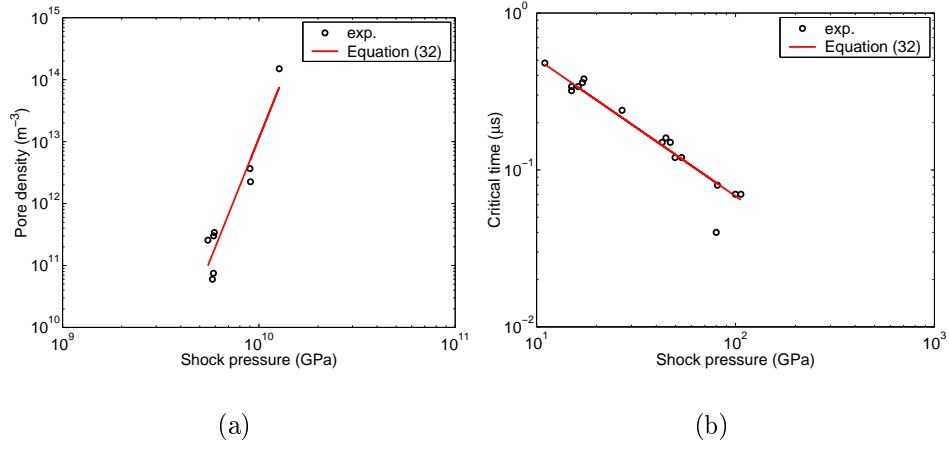 10^15
10^14
10^13
10^12
10^11
10^10
Pore density (m^−3)
10^9
10^10
10^11
Shock pressure (GPa)
exp.
Equation (32)
(a)
10^0
10^−1
10^−2
Critical time (μs)
10^1
10^2
10^3
Shock pressure (GPa)
exp.
Equation (32)
(b)